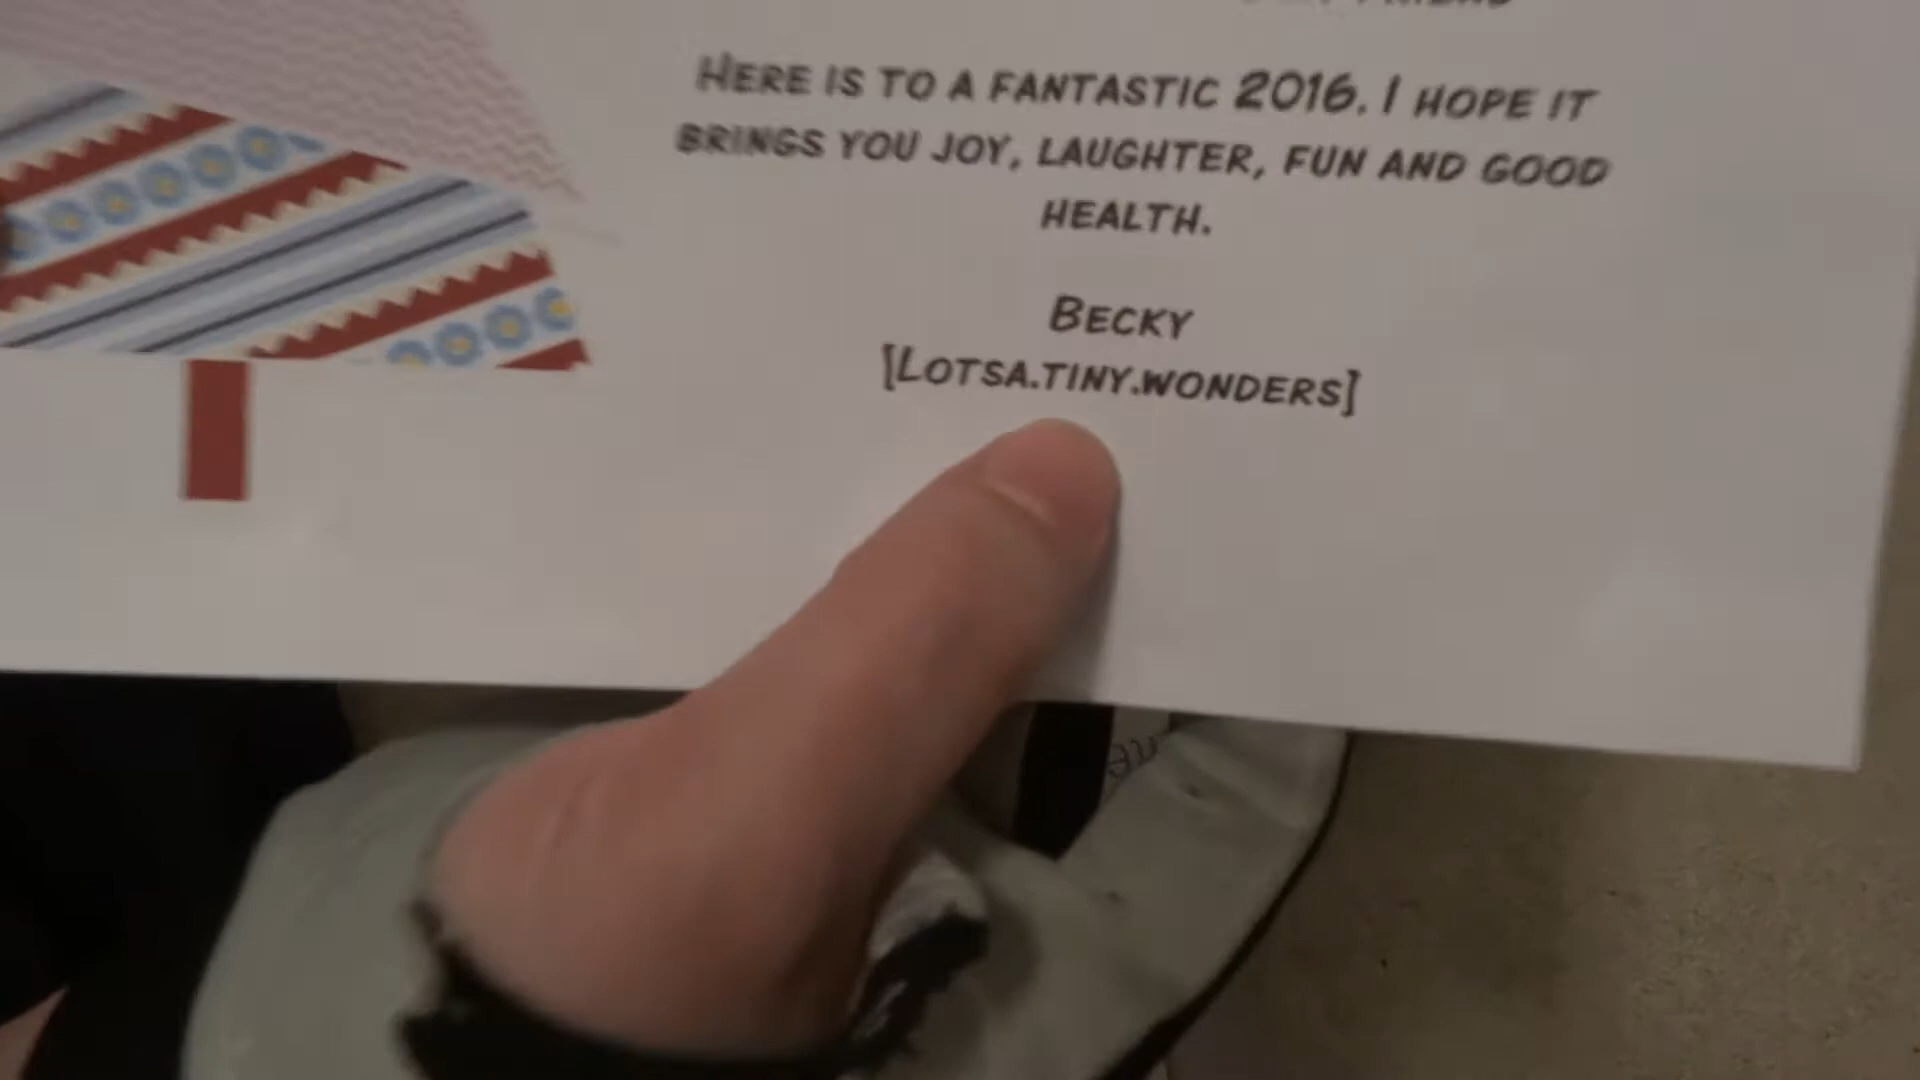 Here is to a fantastic 2016. I hope it
brings you joy, laughter, fun and good
health.
Becky
[Lotsa.tiny.wonders]